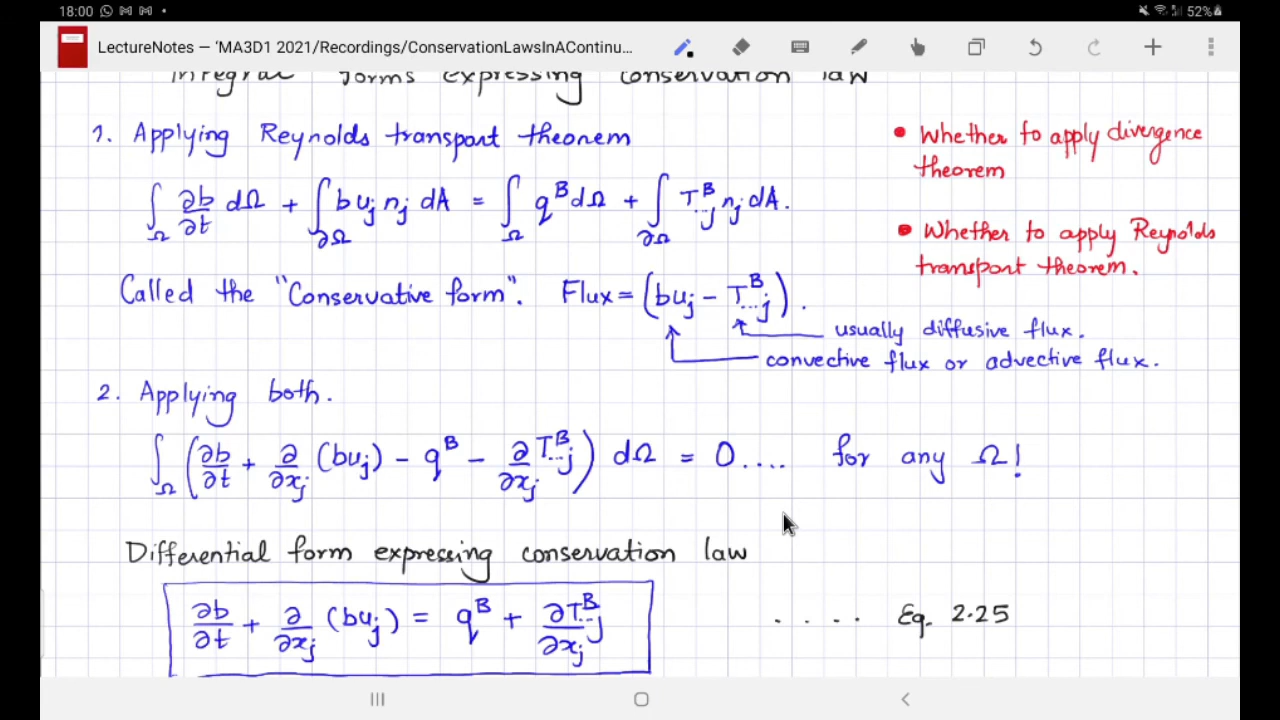 18:00
52%
LectureNotes — 'MA3D1 2021/Recordings/ConservationLawsInAContinu...
Integral forms expressing conservation law
1. Applying Reynolds transport theorem
∫_Ω ∂b/∂t dΩ + ∫_∂Ω b u_j n_j dA = ∫_Ω q^B dΩ + ∫_∂Ω T^B_{...j} n_j dA.
Called the "Conservative form". Flux = (b u_j − T^B_{...j}).
usually diffusive flux.
convective flux or advective flux.
• Whether to apply divergence
theorem
• Whether to apply Reynolds
transport theorem.
2. Applying both.
∫_Ω (∂b/∂t + ∂/∂x_j (b u_j) − q^B − ∂/∂x_j T^B_{...j}) dΩ = 0.... for any Ω!
Differential form expressing conservation law
∂b/∂t + ∂/∂x_j (b u_j) = q^B + ∂T^B_{...j}/∂x_j .... Eq. 2.25